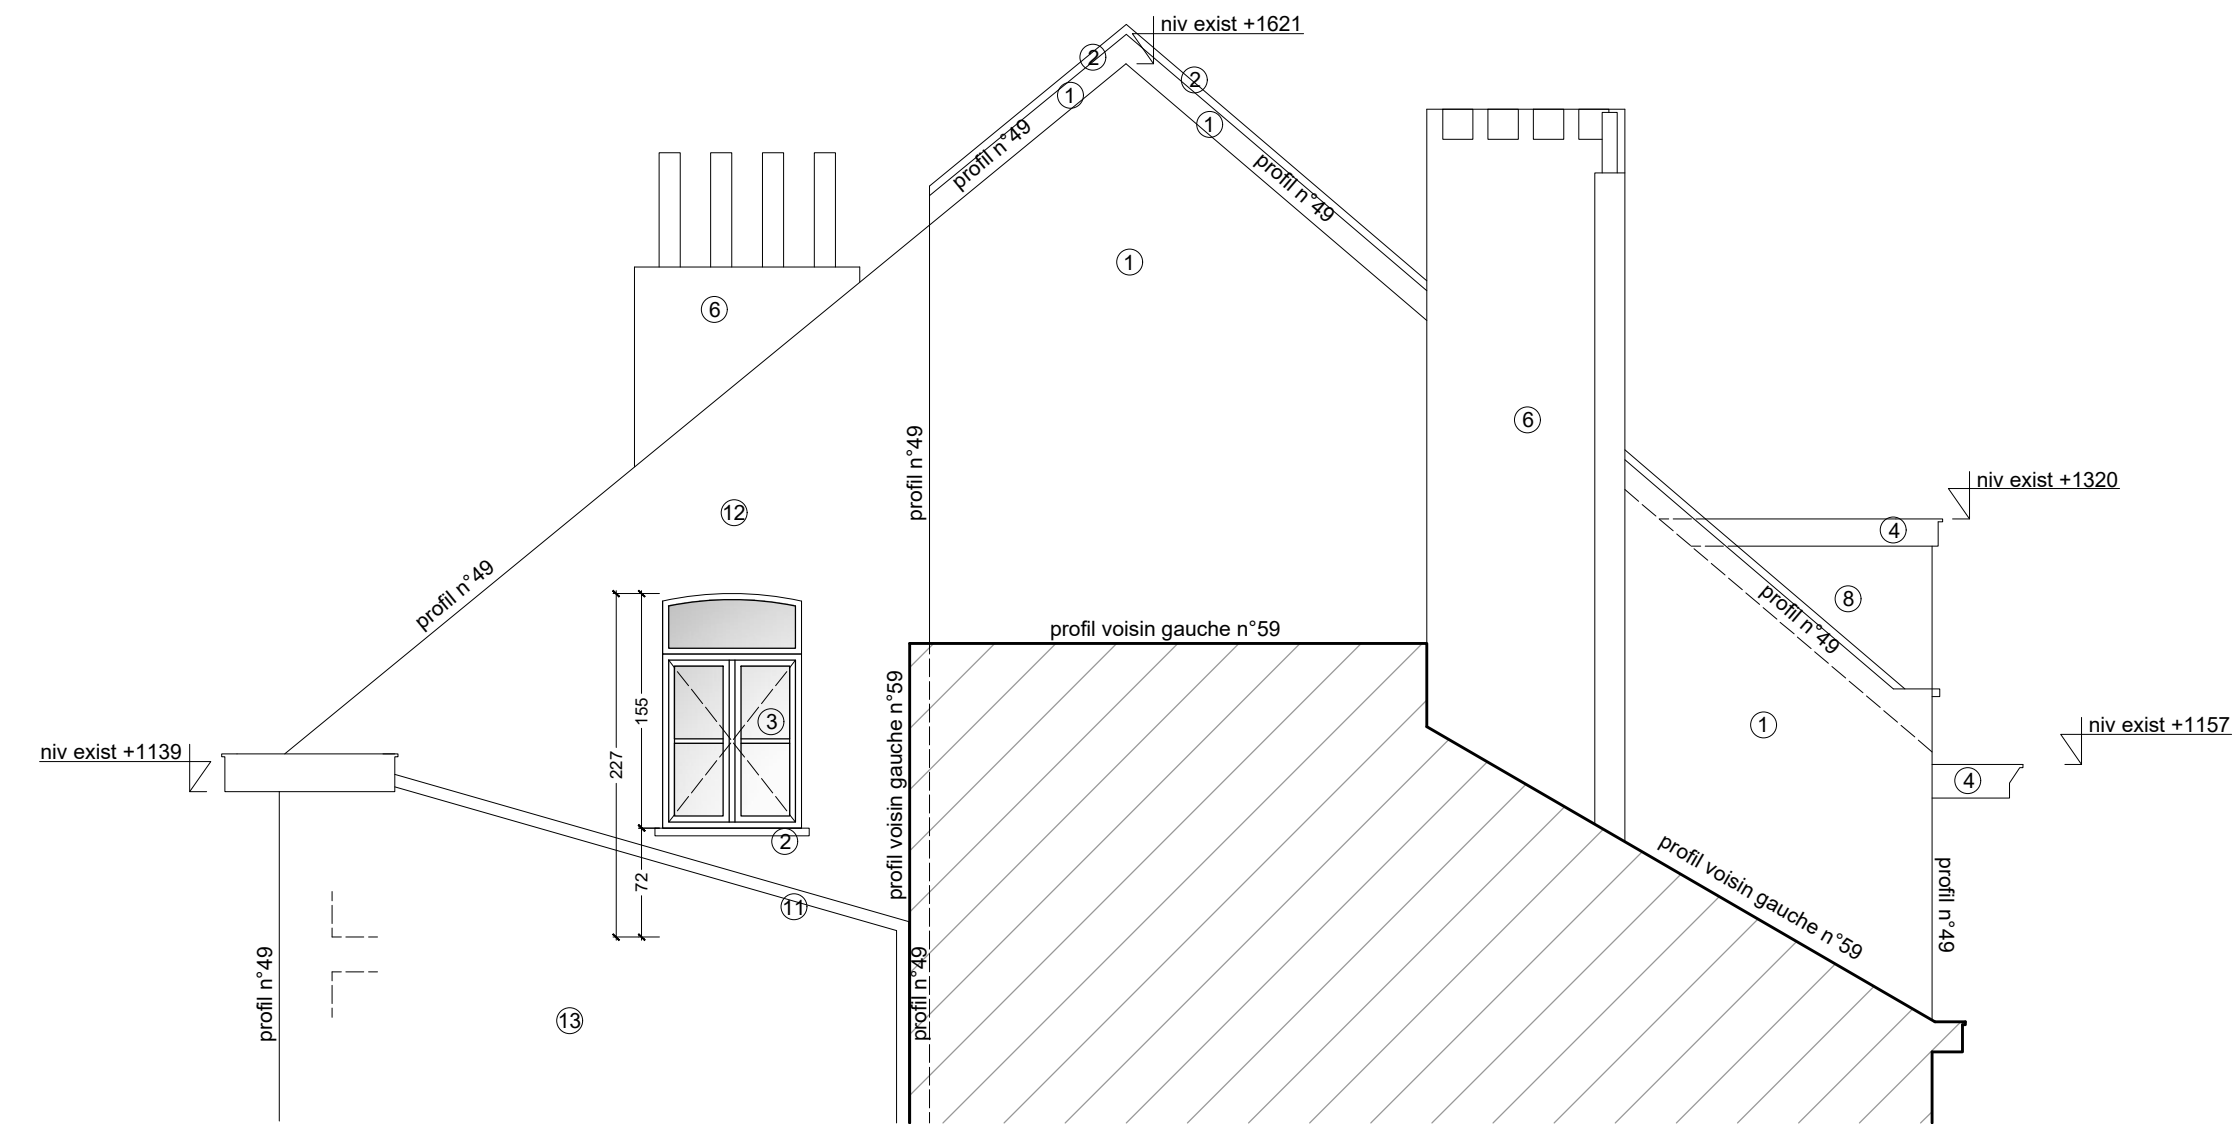 niv exist +1621
2
2
1
1
profil n°49
profil n°49
1
6
6
profil n°49
niv exist +1320
4
12
profil n°49
8
profil n°49
profil voisin gauche n°59
155
3
1
niv exist +1157
niv exist +1139
227
profil voisin gauche n°59
4
2
72
11
profil voisin gauche n°59
profil n°49
profil n°49
profil n°49
13